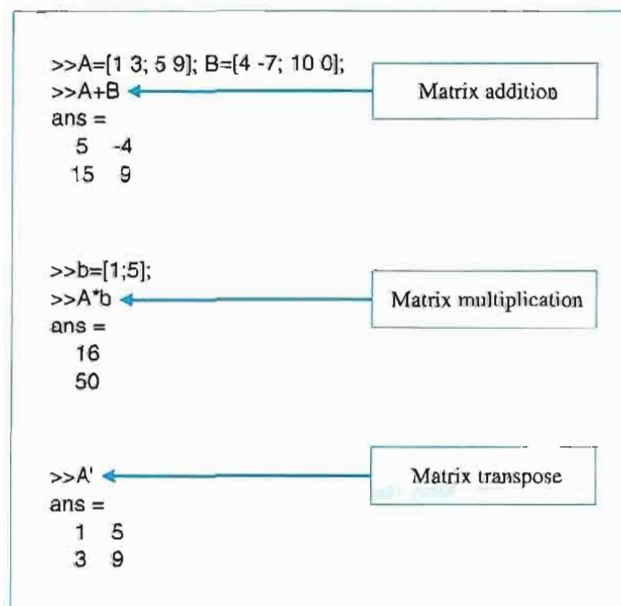 >>A=[1 3; 5 9]; B=[4 -7; 10 0];
>>A+B
Matrix addition
ans =
5 -4
15 9
>>b=[1;5];
>>A*b
Matrix multiplication
ans =
16
50
>>A'
Matrix transpose
ans =
1 5
3 9